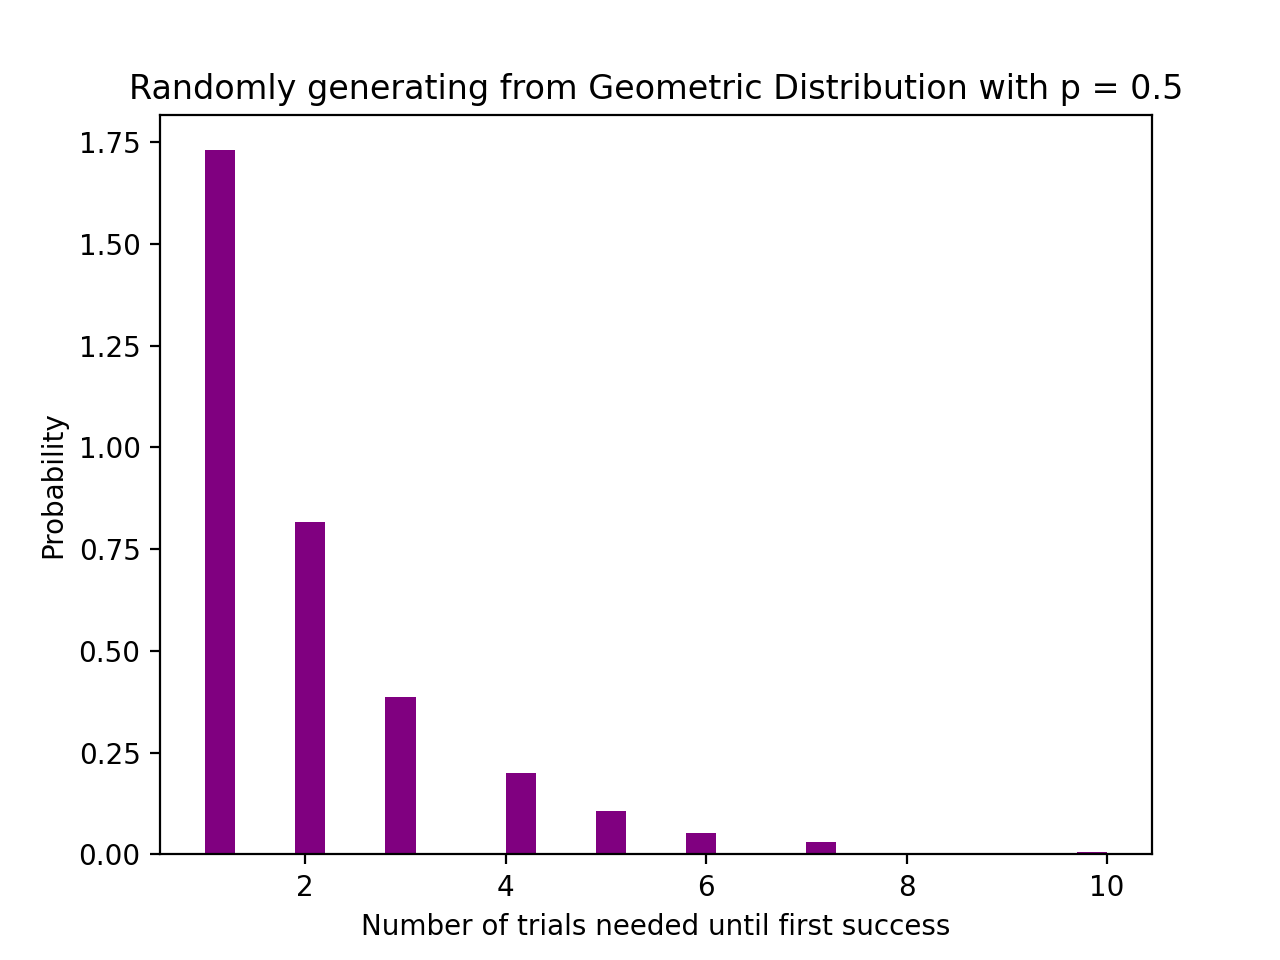 Randomly generating from Geometric Distribution with p = 0.5
1.75
1.50
1.25
1.00
0.75
0.50
0.25
0.00
Probability
2 4 6 8 10
Number of trials needed until first success